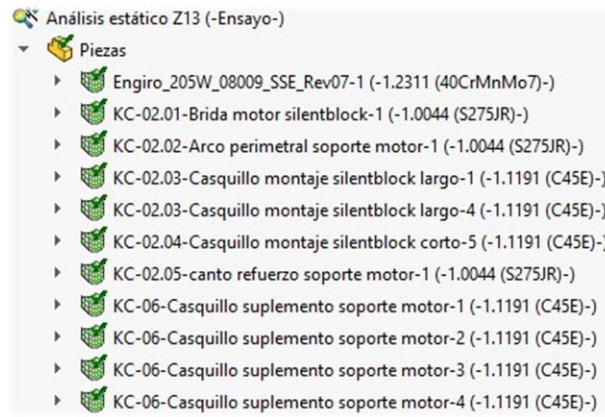 Análisis estático Z13 (-Ensayo-)
Piezas
Engiro_205W_08009_SSE_Rev07-1 (-1.2311 (40CrMnMo7)-)
KC-02.01-Brida motor silentblock-1 (-1.0044 (S275JR)-)
KC-02.02-Arco perimetral soporte motor-1 (-1.0044 (S275JR)-)
KC-02.03-Casquillo montaje silentblock largo-1 (-1.1191 (C45E)-)
KC-02.03-Casquillo montaje silentblock largo-4 (-1.1191 (C45E)-)
KC-02.04-Casquillo montaje silentblock corto-5 (-1.1191 (C45E)-)
KC-02.05-canto refuerzo soporte motor-1 (-1.0044 (S275JR)-)
KC-06-Casquillo suplemento soporte motor-1 (-1.1191 (C45E)-)
KC-06-Casquillo suplemento soporte motor-2 (-1.1191 (C45E)-)
KC-06-Casquillo suplemento soporte motor-3 (-1.1191 (C45E)-)
KC-06-Casquillo suplemento soporte motor-4 (-1.1191 (C45E)-)